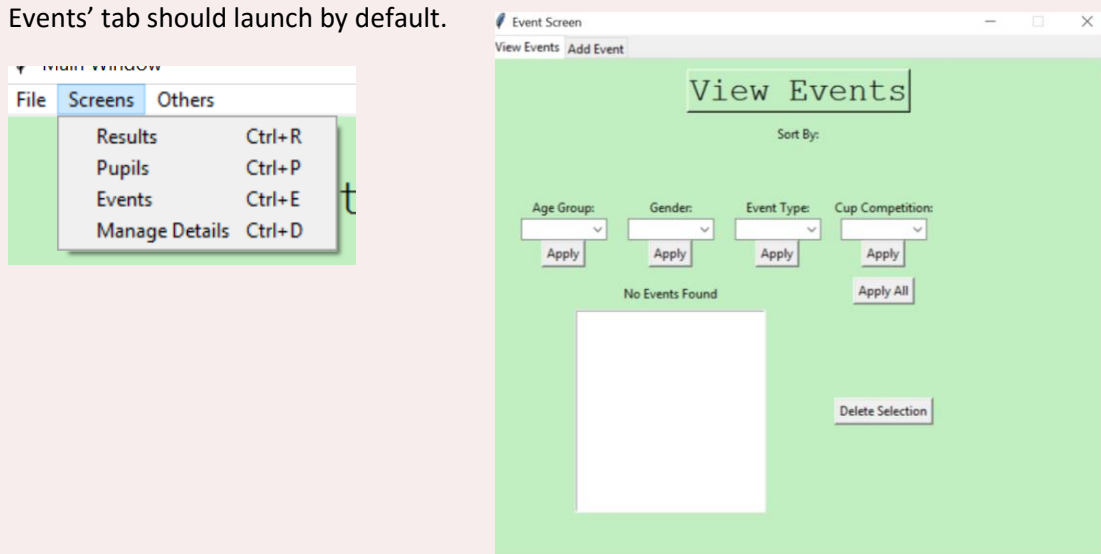 Events’ tab should launch by default.
Main Window
File Screens Others
Results Ctrl+R
Pupils Ctrl+P
Events Ctrl+E
Manage Details Ctrl+D
t
Event Screen
View Events Add Event
View Events
Sort By:
Age Group: Gender: Event Type: Cup Competition:
Apply Apply Apply Apply
No Events Found Apply All
Delete Selection